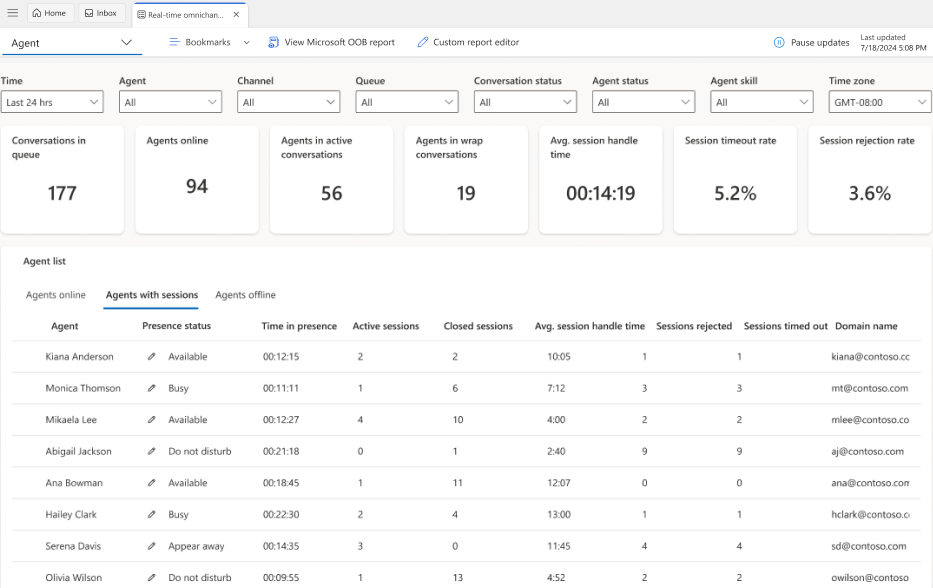 Home Inbox Real-time omnichan...
Agent Bookmarks View Microsoft OOB report Custom report editor Pause updates Last updated
7/18/2024 5:08 PM
Time Agent Channel Queue Conversation status Agent status Agent skill Time zone
Last 24 hrs All All All All All All GMT-08:00
Conversations in queue
177
Agents online
94
Agents in active conversations
56
Agents in wrap conversations
19
Avg. session handle time
00:14:19
Session timeout rate
5.2%
Session rejection rate
3.6%
Agent list
Agents online Agents with sessions Agents offline
Agent Presence status Time in presence Active sessions Closed sessions Avg. session handle time Sessions rejected Sessions timed out Domain name
Kiana Anderson Available 00:12:15 2 2 10:05 1 1 kiana@contoso.cc
Monica Thomson Busy 00:11:11 1 6 7:12 3 3 mt@contoso.com
Mikaela Lee Available 00:12:27 4 10 4:00 2 2 mlee@contoso.com
Abigail Jackson Do not disturb 00:21:18 0 1 2:40 9 9 aj@contoso.com
Ana Bowman Available 00:18:45 1 11 12:07 0 0 ana@contoso.com
Hailey Clark Busy 00:22:30 2 4 13:00 1 1 hclark@contoso.c
Serena Davis Appear away 00:14:35 3 0 11:45 4 4 sd@contoso.com
Olivia Wilson Do not disturb 00:09:55 1 13 4:52 2 2 owilson@contoso